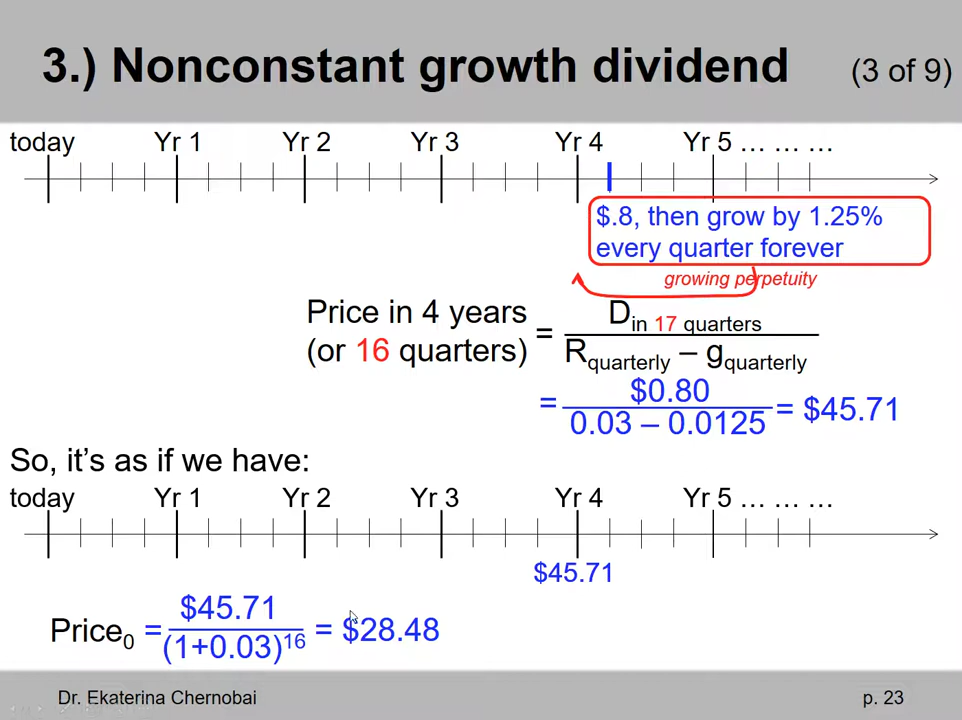 3.) Nonconstant growth dividend (3 of 9)
today Yr 1 Yr 2 Yr 3 Yr 4 Yr 5 … … …
$.8, then grow by 1.25%
every quarter forever
growing perpetuity
Price in 4 years
(or 16 quarters)
= D in 17 quarters
R quarterly – g quarterly
= $0.80
0.03 – 0.0125 = $45.71
So, it's as if we have:
today Yr 1 Yr 2 Yr 3 Yr 4 Yr 5 … … …
$45.71
Price₀ = $45.71
(1+0.03)¹⁶ = $28.48
Dr. Ekaterina Chernobai p. 23